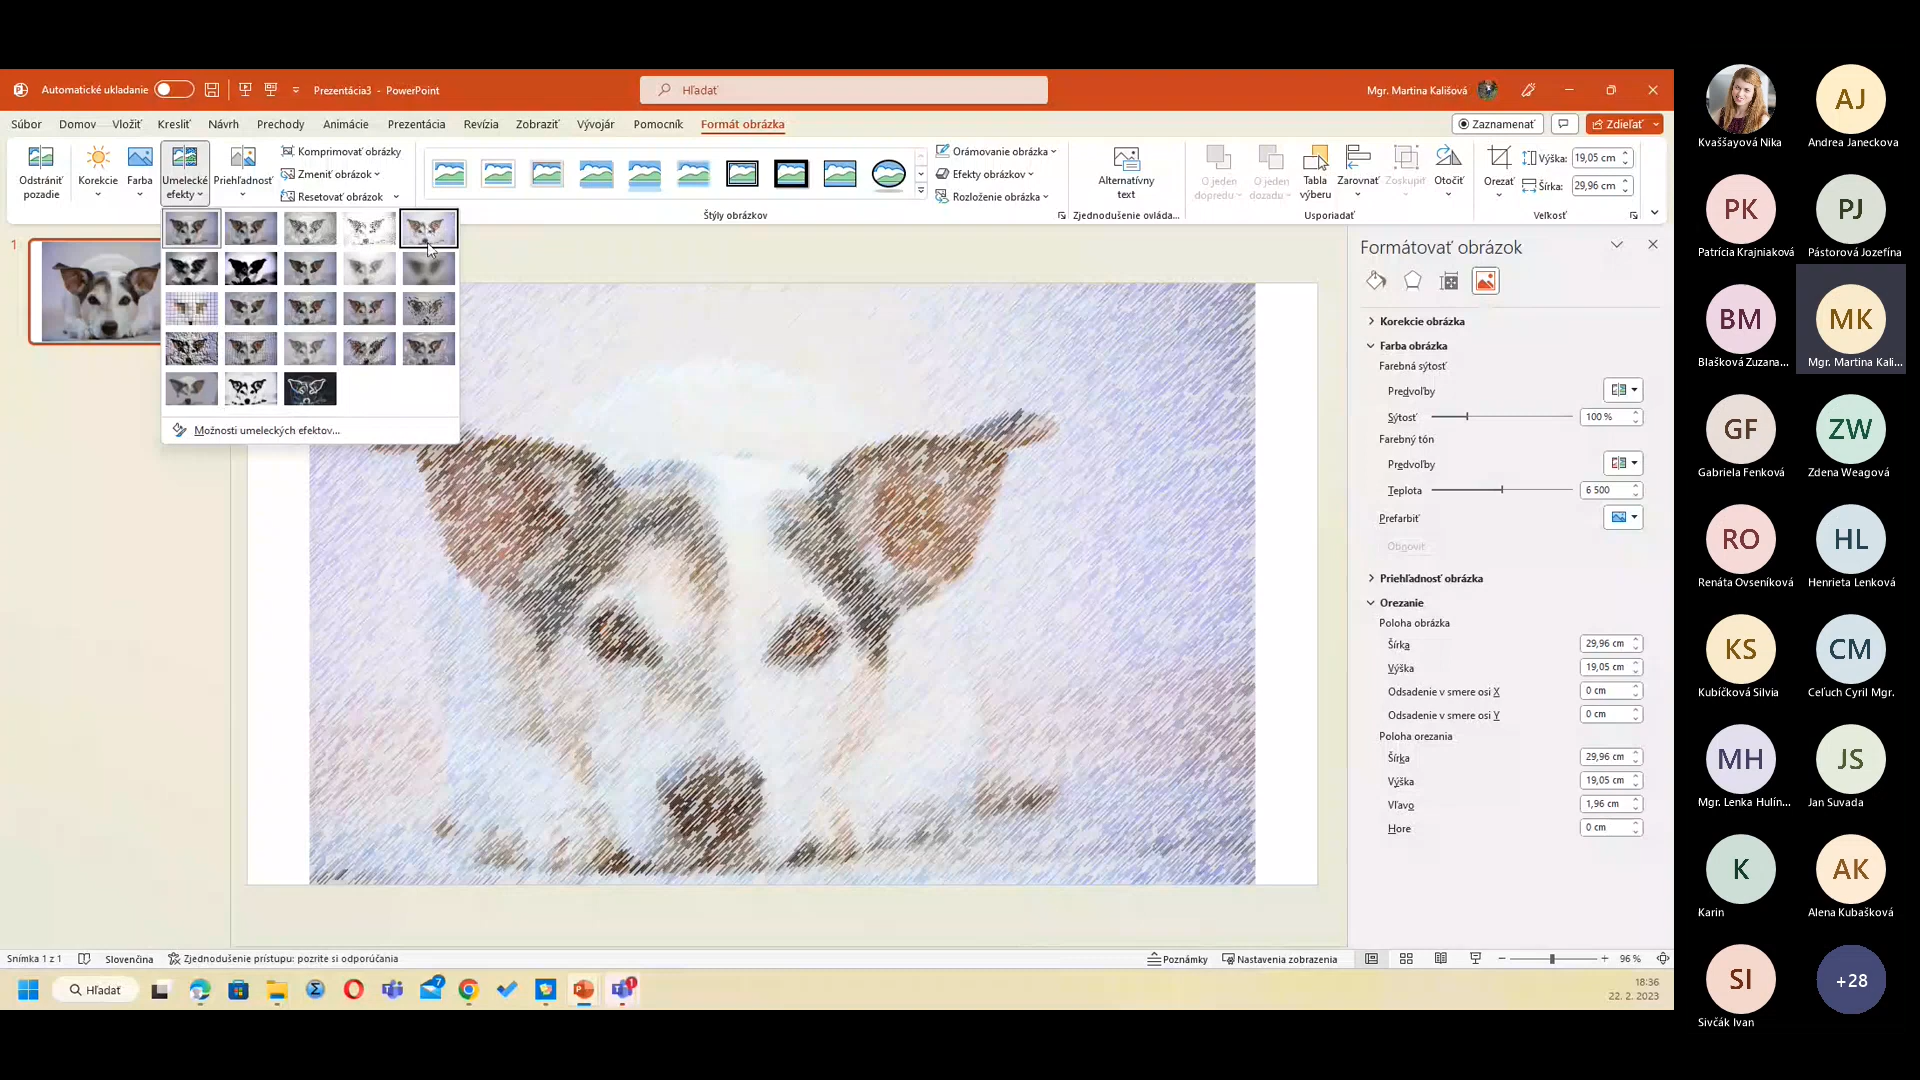 Automatické ukladanie
Prezentácia3 - PowerPoint
Hľadať
Mgr. Martina Kališová
Súbor Domov Vložiť Kresliť Návrh Prechody Animácie Prezentácia Revízia Zobraziť Vývojár Pomocník Formát obrázka
Zaznamenať
Zdieľať
Odstrániť pozadie
Korekcie
Farba
Umelecké efekty
Priehľadnosť
Komprimovať obrázky
Zmeniť obrázok
Resetovať obrázok
Štýly obrázkov
Orámovanie obrázka
Efekty obrázkov
Rozloženie obrázka
Alternatívny text
Zjednodušenie ovláda...
O jeden dopredu
O jeden dozadu
Tabla výberu
Zarovnať
Zoskupiť
Otočiť
Usporiadať
Orezať
Výška: 19,05 cm
Šírka: 29,96 cm
Veľkosť
1
Možnosti umeleckých efektov...
Formátovať obrázok
Korekcie obrázka
Farba obrázka
Farebná sýtosť
Predvoľby
Sýtosť 100 %
Farebný tón
Predvoľby
Teplota 6 500
Prefarbiť
Obnoviť
Priehľadnosť obrázka
Orezanie
Poloha obrázka
Šírka 29,96 cm
Výška 19,05 cm
Odsadenie v smere osi X 0 cm
Odsadenie v smere osi Y 0 cm
Poloha orezania
Šírka 29,96 cm
Výška 19,05 cm
Vľavo 1,96 cm
Hore 0 cm
Snímka 1 z 1
Slovenčina
Zjednodušenie prístupu: pozrite si odporúčania
Poznámky
Nastavenia zobrazenia
96 %
Hľadať
7
1
18:36
22. 2. 2023
Kvaššayová Nika
AJ
Andrea Janeckova
PK
Patrícia Krajniaková
PJ
Pástorová Jozefína
BM
Blašková Zuzana...
MK
Mgr. Martina Kali...
GF
Gabriela Fenková
ZW
Zdena Weagová
RO
Renáta Ovseníková
HL
Henrieta Lenková
KS
Kubíčková Silvia
CM
Ceľuch Cyril Mgr.
MH
Mgr. Lenka Hulín...
JS
Jan Suvada
K
Karin
AK
Alena Kubašková
SI
Sivčák Ivan
+28